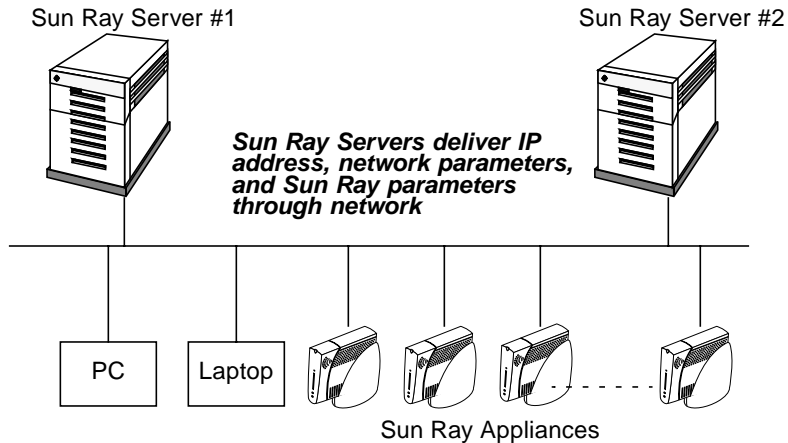 Sun Ray Server #1
Sun Ray Server #2
Sun Ray Servers deliver IP
address, network parameters,
and Sun Ray parameters
through network
PC
Laptop
Sun Ray Appliances